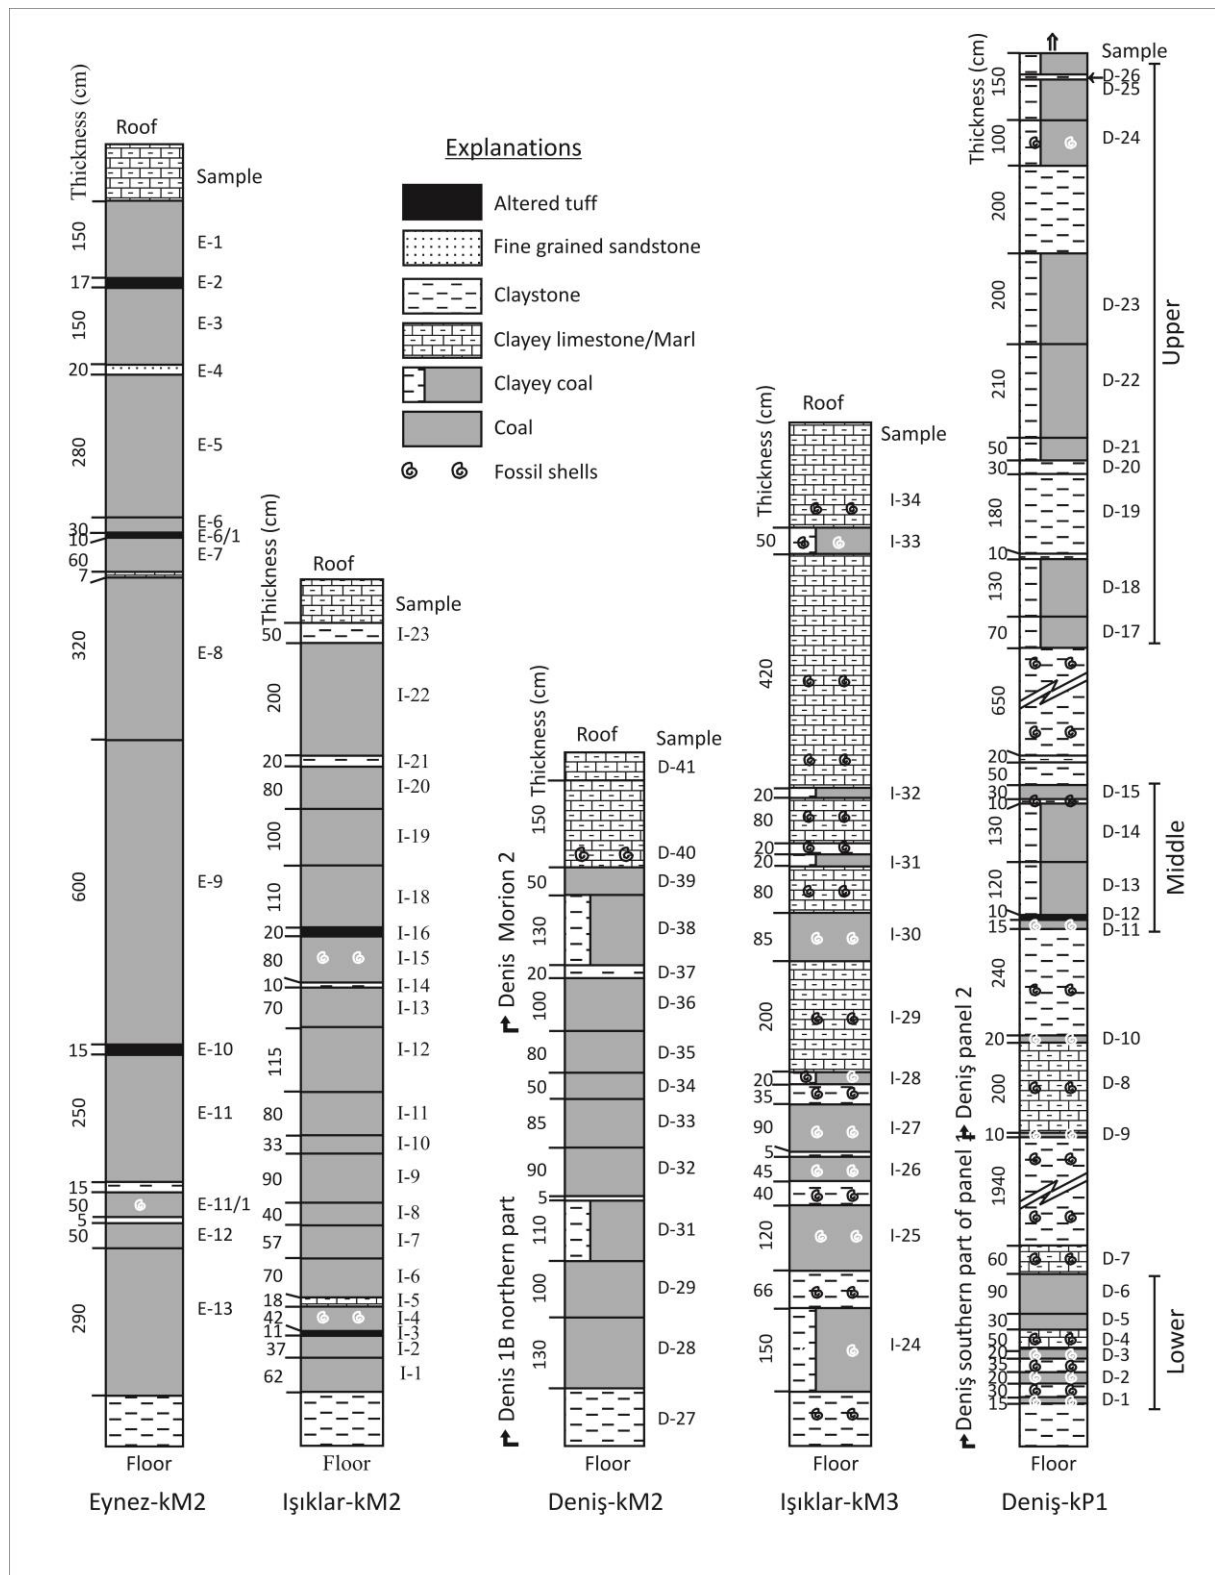 Explanations
Altered tuff
Fine grained sandstone
Claystone
Clayey limestone/Marl
Clayey coal
Coal
Fossil shells
Thickness (cm)
Roof
Sample
150
E-1
17
E-2
150
E-3
20
E-4
280
E-5
30
E-6
10
E-6/1
60
E-7
7
320
E-8
600
E-9
15
E-10
250
E-11
15
50
E-11/1
5
50
E-12
290
E-13
Floor
Eynez-kM2
Thickness (cm)
Roof
Sample
50
I-23
200
I-22
20
I-21
80
I-20
100
I-19
110
I-18
20
I-16
80
I-15
10
I-14
70
I-13
115
I-12
80
I-11
33
I-10
90
I-9
40
I-8
57
I-7
70
I-6
18
I-5
42
I-4
11
I-3
37
I-2
62
I-1
Floor
Işıklar-kM2
Thickness (cm)
Roof
Sample
D-41
150
D-40
50
D-39
130
D-38
20
D-37
100
D-36
80
D-35
50
D-34
85
D-33
90
D-32
5
110
D-31
100
D-29
130
D-28
D-27
Denis Morion 2
Denis 1B northern part
Floor
Deniş-kM2
Thickness (cm)
Roof
Sample
I-34
50
I-33
420
20
I-32
80
20
20
I-31
80
85
I-30
200
I-29
20
I-28
35
90
I-27
5
45
I-26
40
120
I-25
66
150
I-24
Floor
Işıklar-kM3
Thickness (cm)
Sample
150
D-26
D-25
100
D-24
200
200
D-23
210
D-22
50
D-21
30
D-20
180
D-19
10
130
D-18
70
D-17
Upper
650
20
50
30
D-15
10
130
D-14
120
D-13
10
D-12
15
D-11
Middle
240
20
D-10
200
D-8
10
D-9
1940
60
D-7
90
D-6
30
D-5
50
D-4
20
D-3
35
20
D-2
30
15
D-1
Lower
Deniş panel 2
Deniş southern part of panel 1
Floor
Deniş-kP1